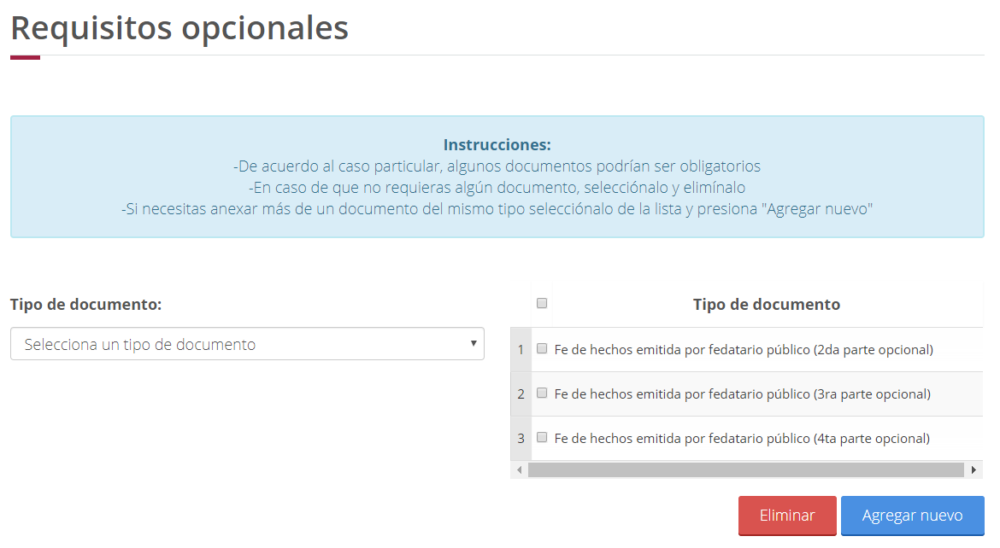 Requisitos opcionales
Instrucciones:
-De acuerdo al caso particular, algunos documentos podrían ser obligatorios
-En caso de que no requieras algún documento, selecciónalo y elimínalo
-Si necesitas anexar más de un documento del mismo tipo selecciónalo de la lista y presiona "Agregar nuevo"
Tipo de documento:
Selecciona un tipo de documento
Tipo de documento
1 Fe de hechos emitida por fedatario público (2da parte opcional)
2 Fe de hechos emitida por fedatario público (3ra parte opcional)
3 Fe de hechos emitida por fedatario público (4ta parte opcional)
Eliminar
Agregar nuevo